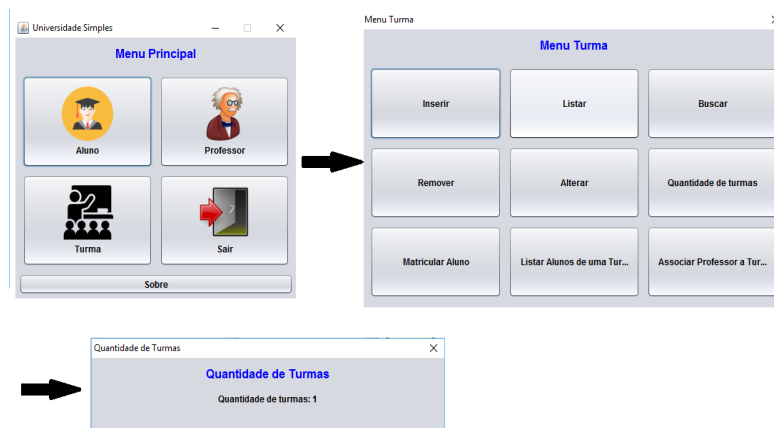 Universidade Simples
Menu Principal
Aluno
Professor
Turma
Sair
Sobre
Menu Turma
Menu Turma
Inserir
Listar
Buscar
Remover
Alterar
Quantidade de turmas
Matricular Aluno
Listar Alunos de uma Tur...
Associar Professor a Tur...
Quantidade de Turmas
Quantidade de Turmas
Quantidade de turmas: 1